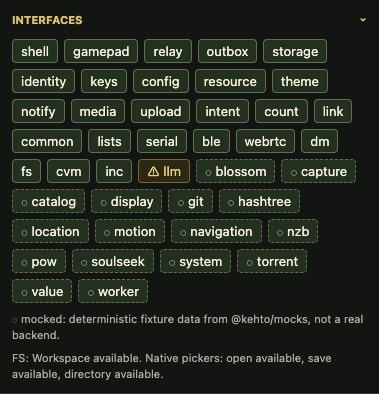 INTERFACES
shell gamepad relay outbox storage
identity keys config resource theme
notify media upload intent count link
common lists serial ble webrtc dm
fs cvm inc ⚠ llm ○ blossom ○ capture
○ catalog ○ display ○ git ○ hashtree
○ location ○ motion ○ navigation ○ nzb
○ pow ○ soulseek ○ system ○ torrent
○ value ○ worker
○ mocked: deterministic fixture data from @kehto/mocks, not a real
backend.
FS: Workspace available. Native pickers: open available, save
available, directory available.